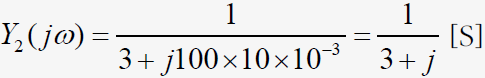 Y₂(jω) = 1 / (3 + j100×10×10⁻³) = 1 / (3 + j) [S]